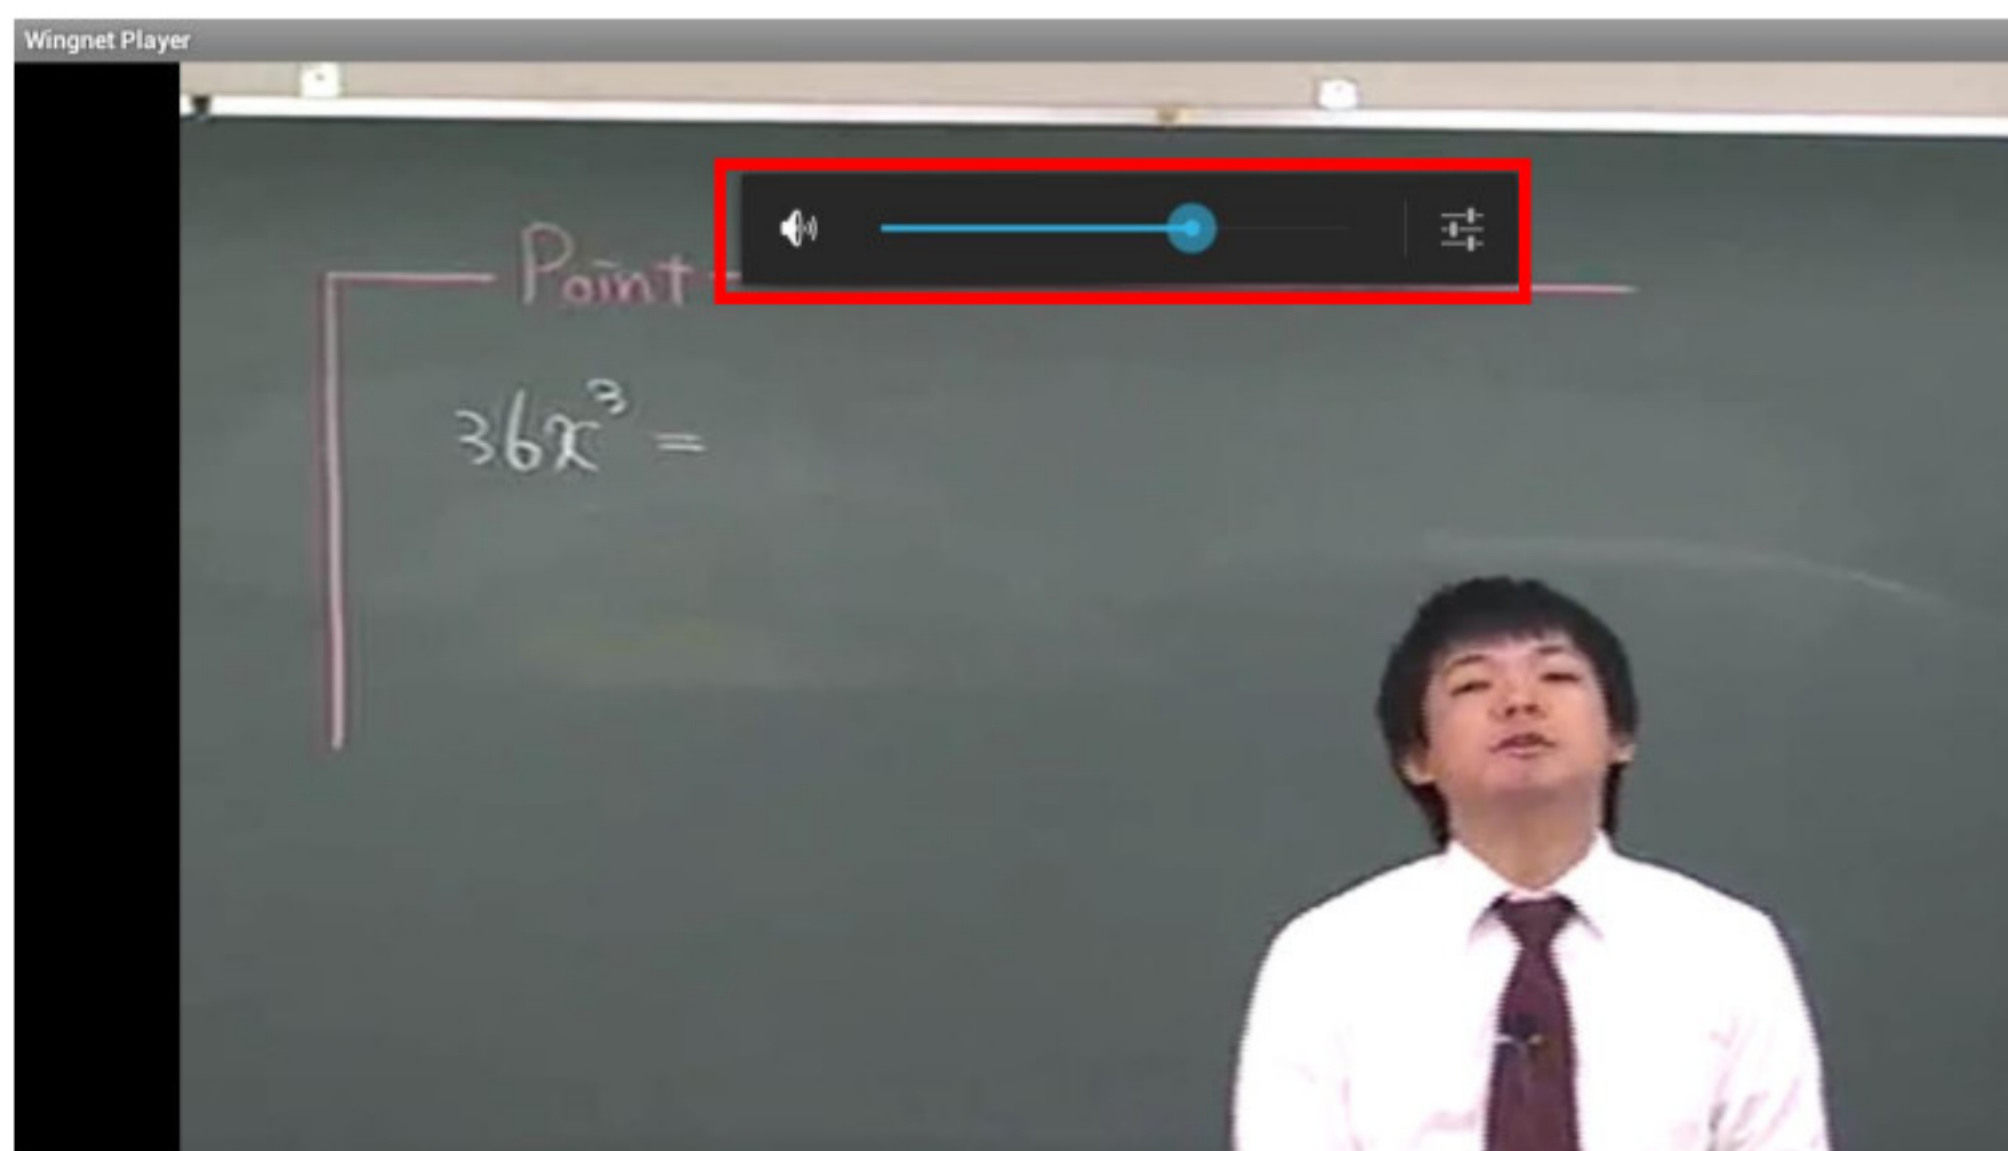 Wingnet Player
Point
36x³ =